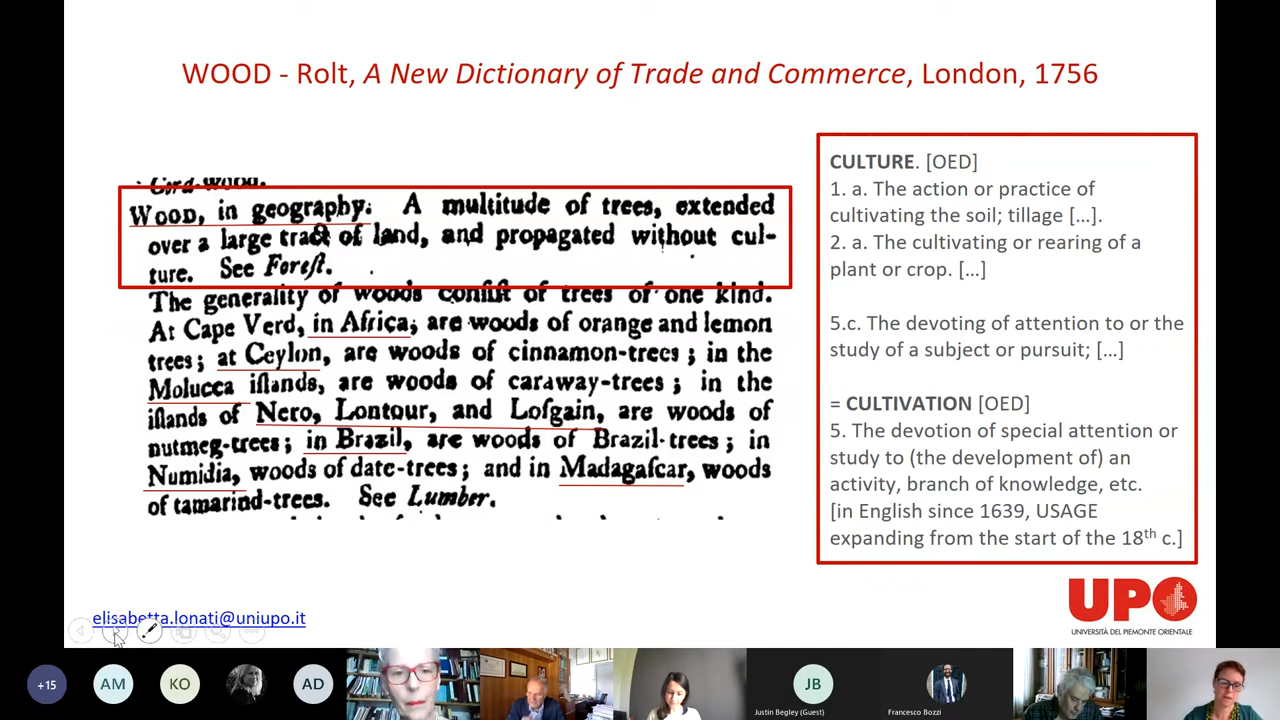 WOOD - Rolt, A New Dictionary of Trade and Commerce, London, 1756
Cord-wood.
WOOD, in geography. A multitude of trees, extended
over a large tract of land, and propagated without cul-
ture. See Foreſt.
The generality of woods conſiſt of trees of one kind.
At Cape Verd, in Africa, are woods of orange and lemon
trees; at Ceylon, are woods of cinnamon-trees; in the
Molucca iſlands, are woods of caraway-trees; in the
iſlands of Nero, Lontour, and Loſgain, are woods of
nutmeg-trees; in Brazil, are woods of Brazil-trees; in
Numidia, woods of date-trees; and in Madagaſcar, woods
of tamarind-trees. See Lumber.
CULTURE. [OED]
1. a. The action or practice of
cultivating the soil; tillage […].
2. a. The cultivating or rearing of a
plant or crop. […]
5.c. The devoting of attention to or the
study of a subject or pursuit; […]
= CULTIVATION [OED]
5. The devotion of special attention or
study to (the development of) an
activity, branch of knowledge, etc.
[in English since 1639, USAGE
expanding from the start of the 18th c.]
elisabetta.lonati@uniupo.it
UPO
UNIVERSITÀ DEL PIEMONTE ORIENTALE
+15
AM
KO
AD
JB
Justin Begley (Guest)
Francesco Bozzi